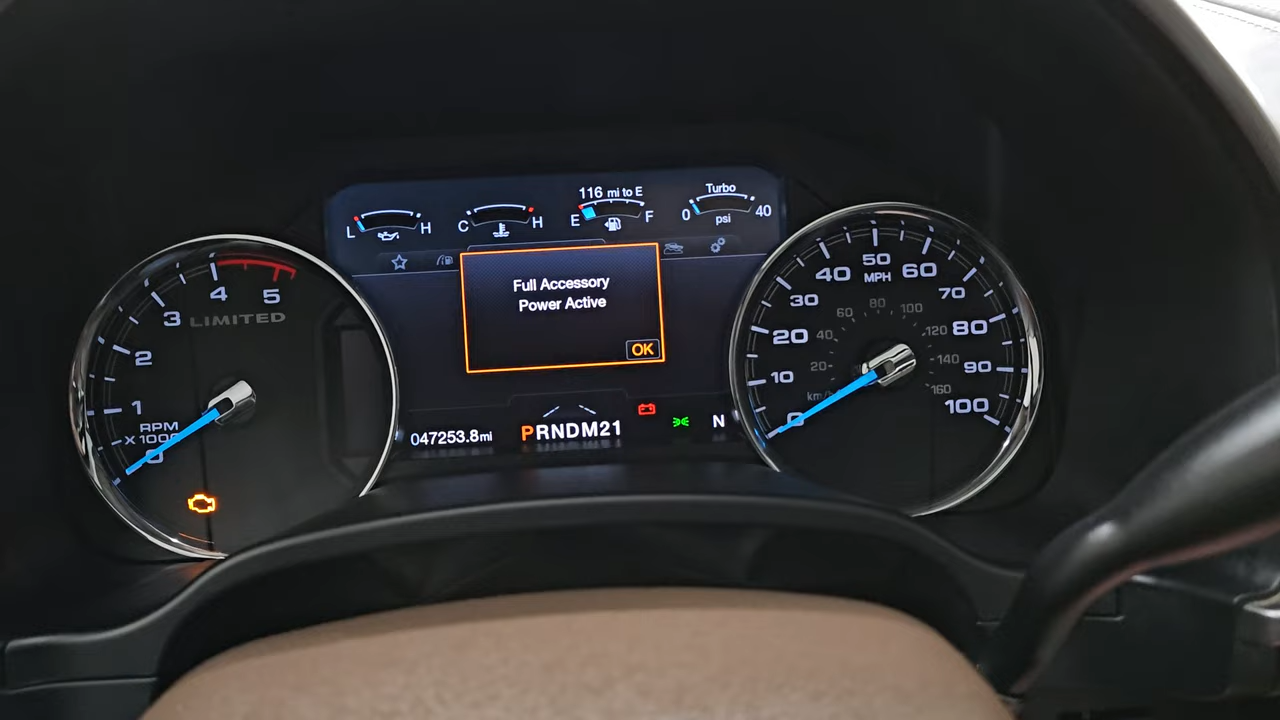 116 mi to E
Turbo
L H
C H
E F
0 40
psi
Full Accessory
Power Active
OK
047253.8mi
PRNDM21
N
0
1
2
3
4
5
LIMITED
RPM
X 1000
0
10
20
30
40
50
60
70
80
90
100
MPH
20
40
60
80
100
120
140
160